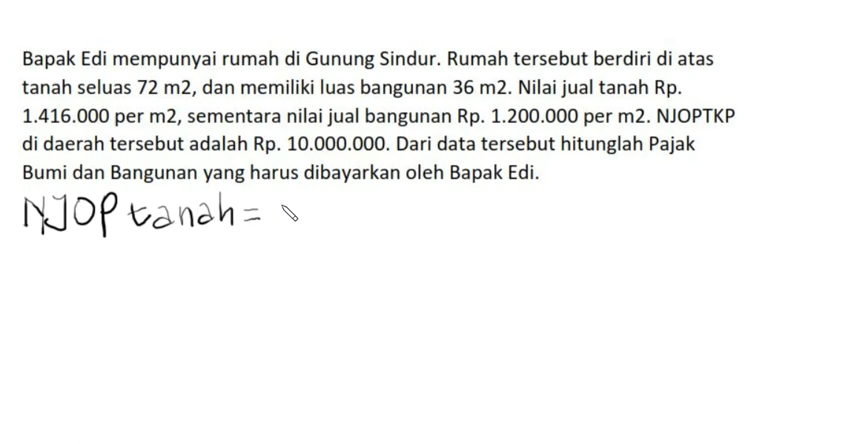 Bapak Edi mempunyai rumah di Gunung Sindur. Rumah tersebut berdiri di atas
tanah seluas 72 m2, dan memiliki luas bangunan 36 m2. Nilai jual tanah Rp.
1.416.000 per m2, sementara nilai jual bangunan Rp. 1.200.000 per m2. NJOPTKP
di daerah tersebut adalah Rp. 10.000.000. Dari data tersebut hitunglah Pajak
Bumi dan Bangunan yang harus dibayarkan oleh Bapak Edi.
NJOP tanah =